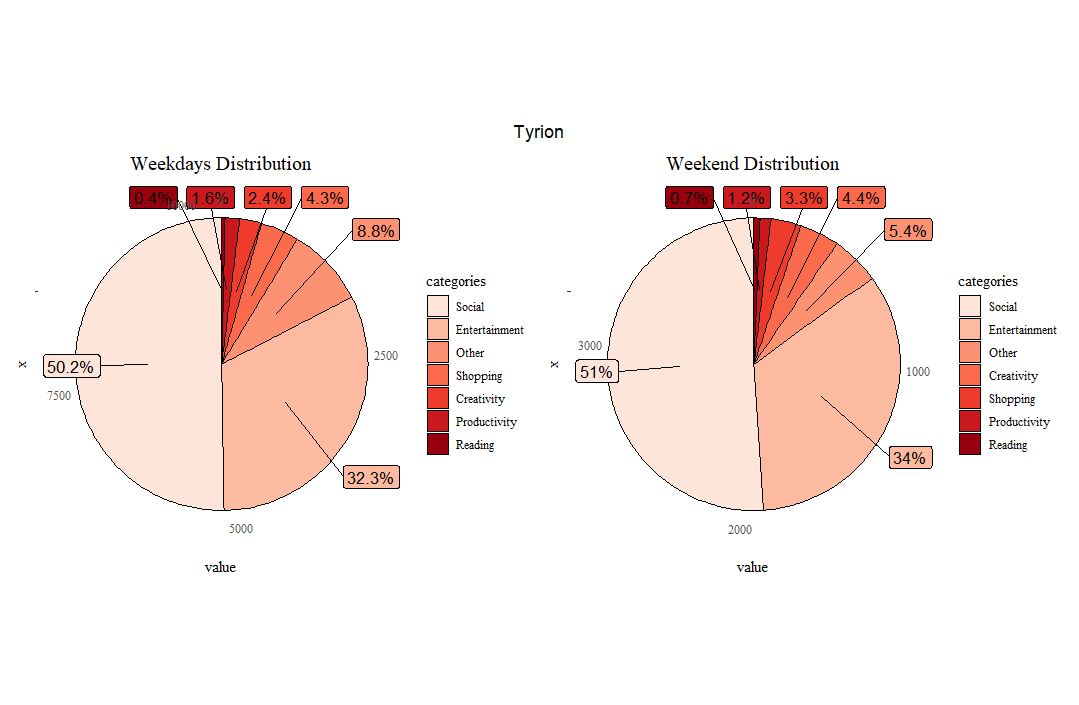 Tyrion
Weekdays Distribution
0.4% 1.6% 2.4% 4.3%
8.8%
50.2%
32.3%
2500
5000
7500
x
value
categories
Social
Entertainment
Other
Shopping
Creativity
Productivity
Reading
Weekend Distribution
0.7% 1.2% 3.3% 4.4%
5.4%
51%
34%
1000
2000
3000
x
value
categories
Social
Entertainment
Other
Creativity
Shopping
Productivity
Reading